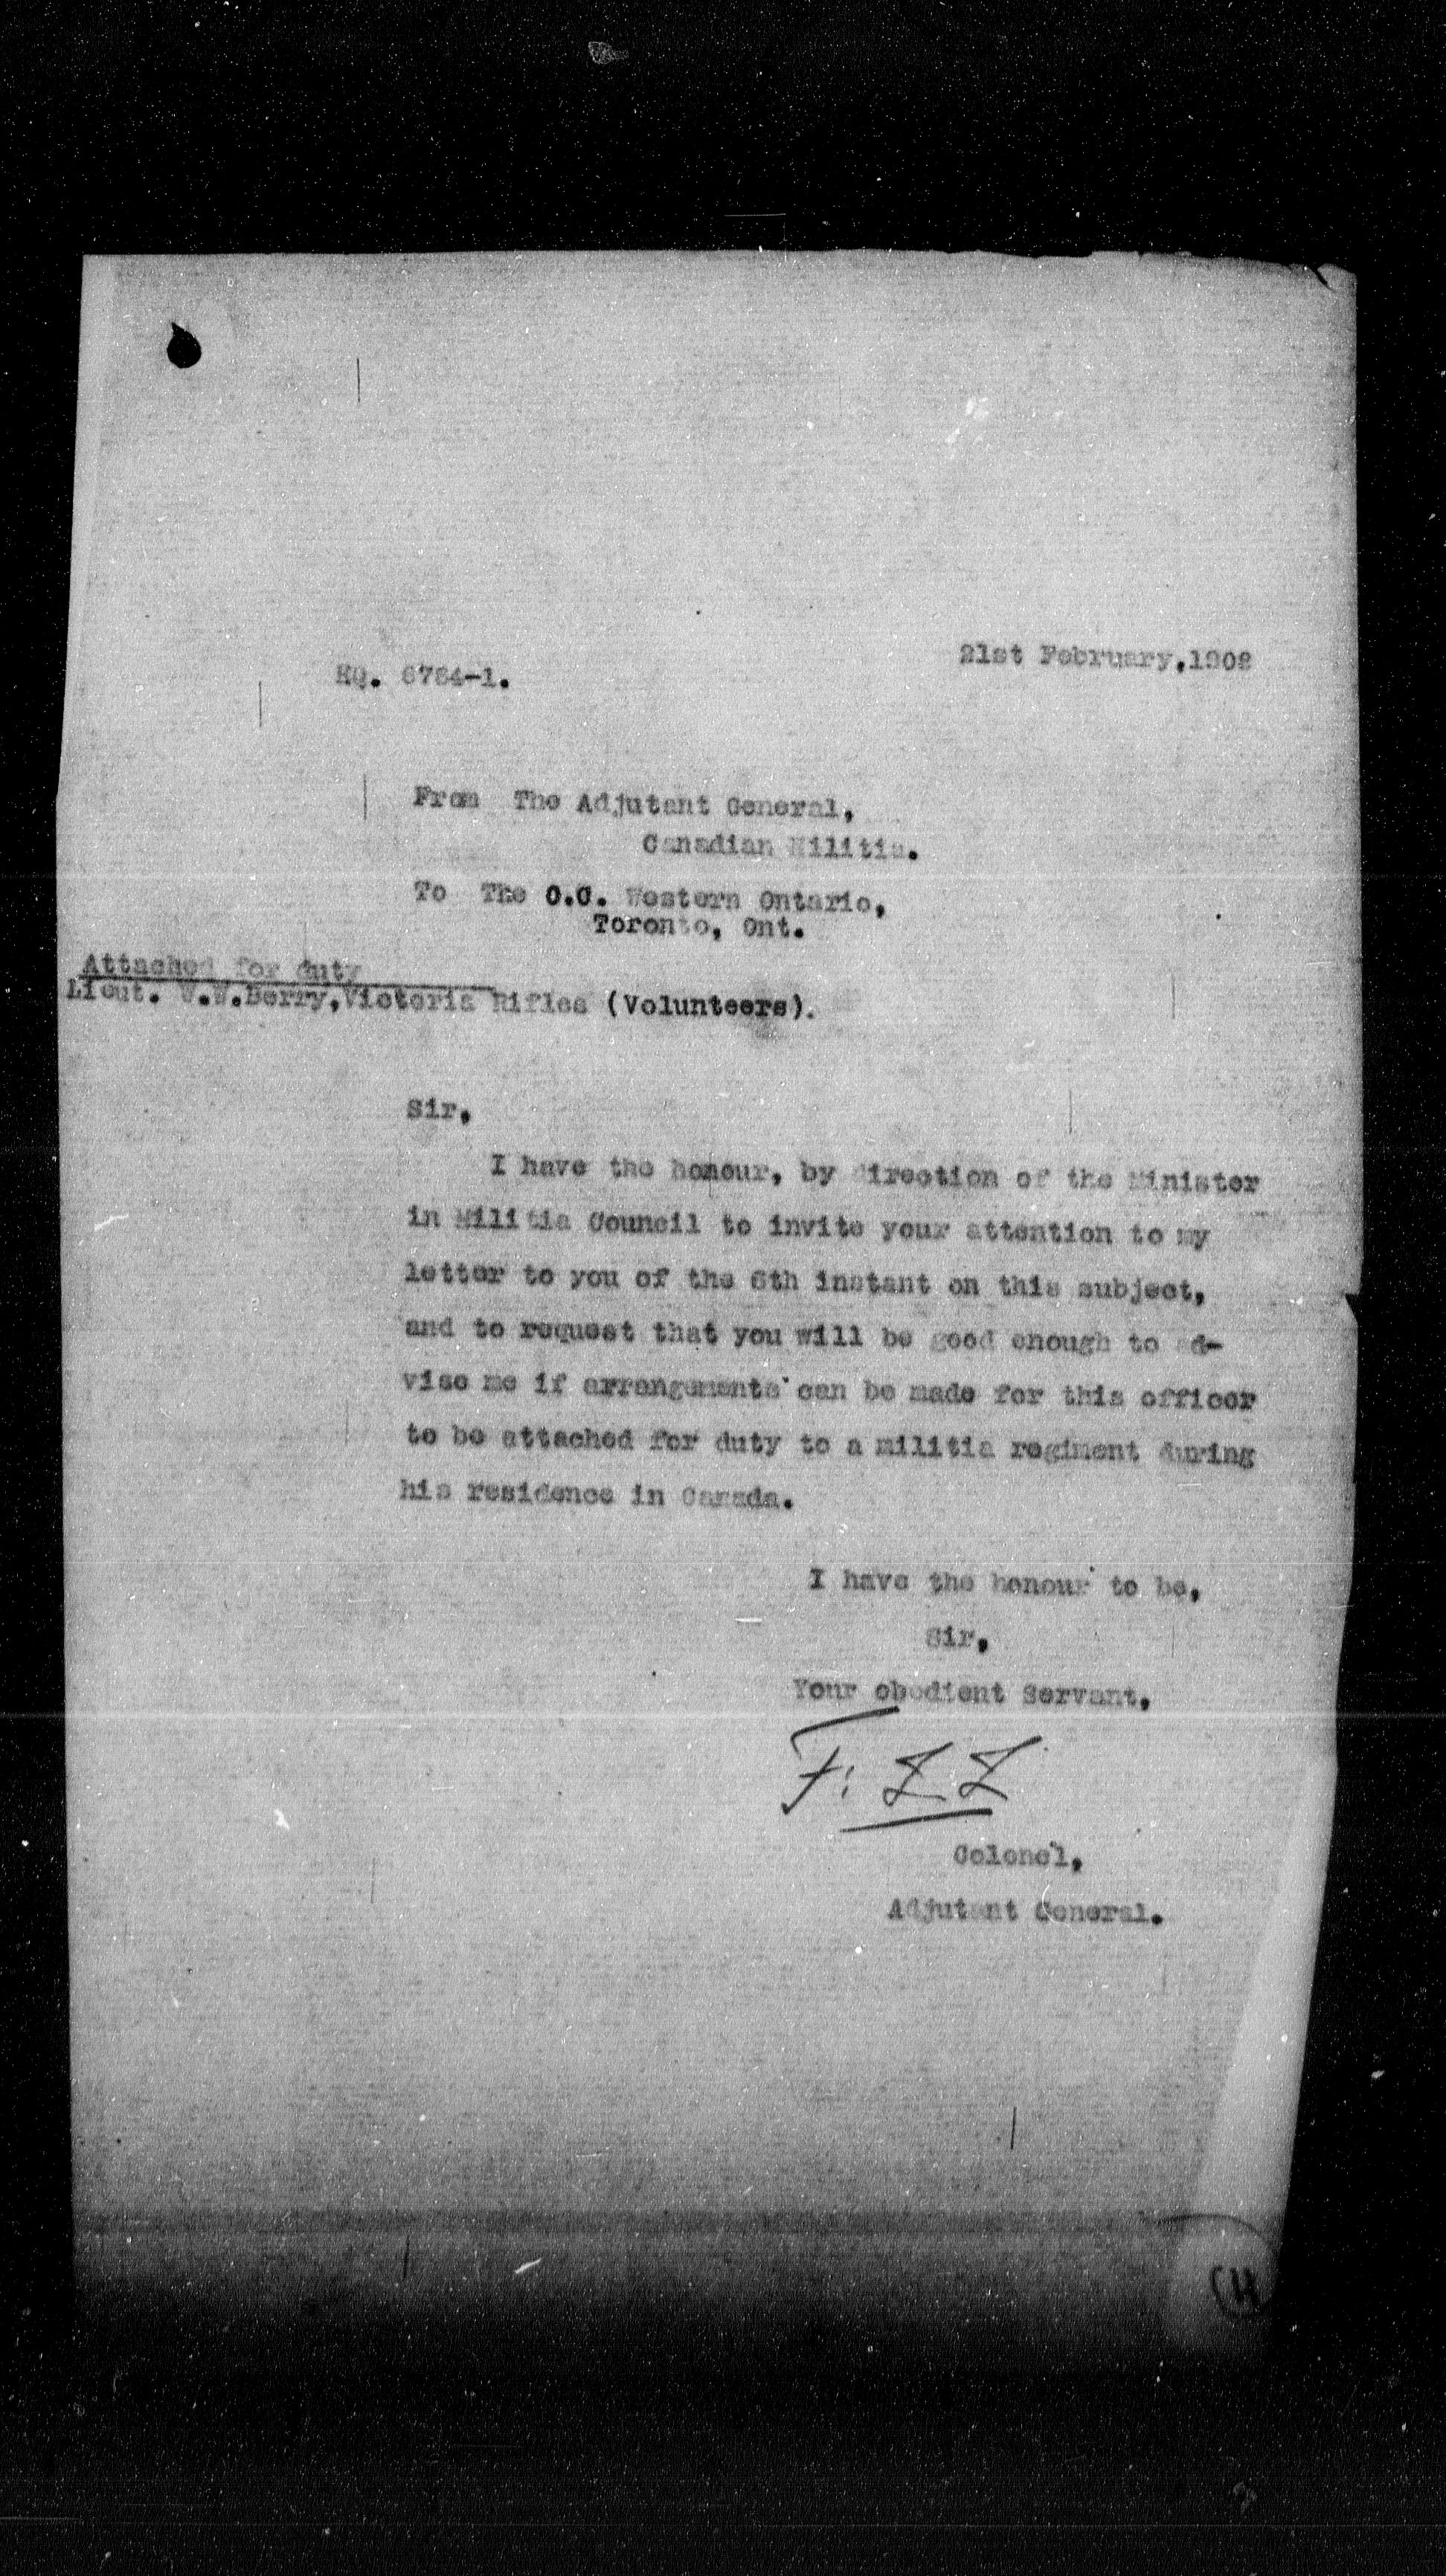 21st February,1908
HQ. 6784-1.
From The Adjutant General,
Canadian Militia.
To The O.C. Western Ontario,
Toronto, Ont.
Attached for duty
Lieut. W.W.Berry,Victoria Rifles (Volunteers).
Sir,
I have the honour, by direction of the Minister
in Militia Council to invite your attention to my
letter to you of the 6th instant on this subject,
and to request that you will be good enough to ad-
vise me if arrangements can be made for this officer
to be attached for duty to a militia regiment during
his residence in Canada.
I have the honour to be,
Sir,
Your obedient Servant,
Colonel,
Adjutant General.